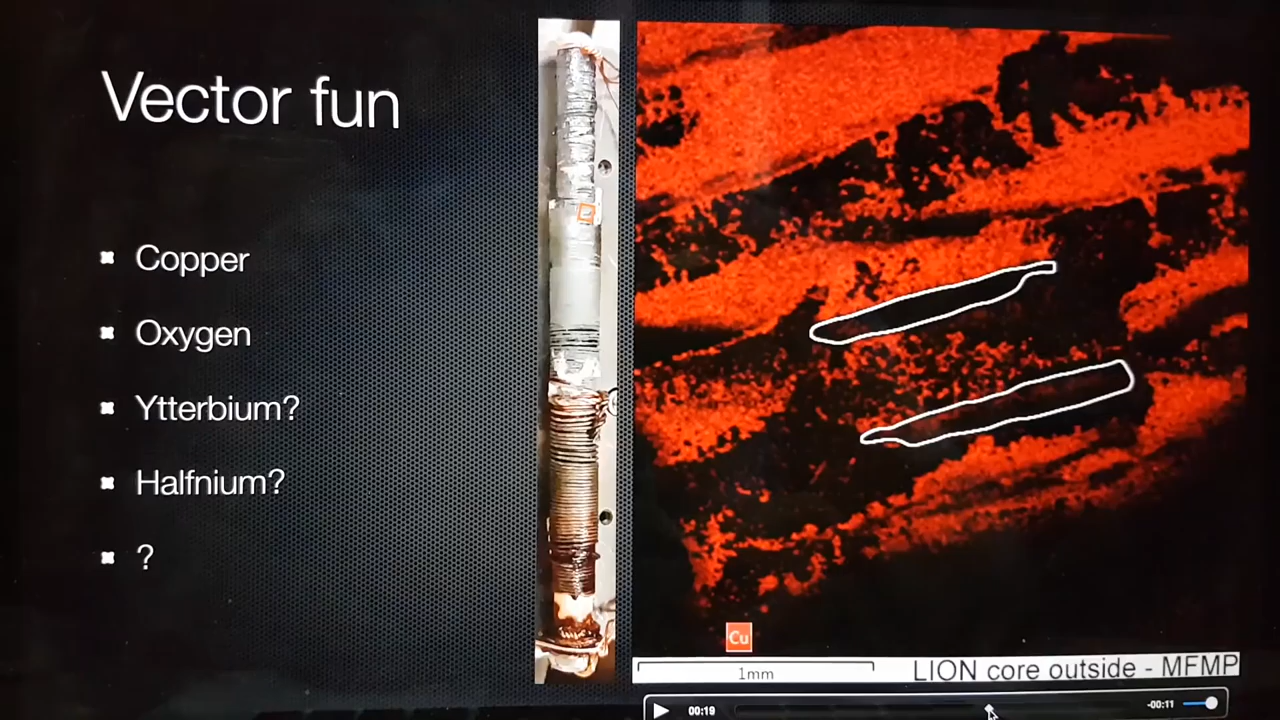 Vector fun
Copper
Oxygen
Ytterbium?
Halfnium?
?
Cu
1mm
LION core outside - MFMP
00:19
-00:11